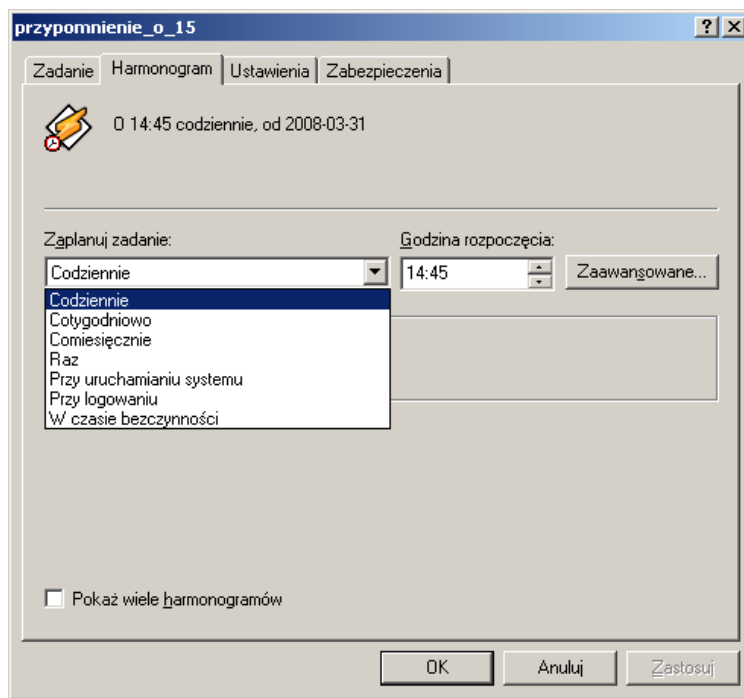 przypomnienie_o_15
Zadanie Harmonogram Ustawienia Zabezpieczenia
O 14:45 codziennie, od 2008-03-31
Zaplanuj zadanie: Godzina rozpoczęcia:
Codziennie 14:45 Zaawansowane...
Codziennie
Cotygodniowo
Comiesięcznie
Raz
Przy uruchamianiu systemu
Przy logowaniu
W czasie bezczynności
Pokaż wiele harmonogramów
OK Anuluj Zastosuj